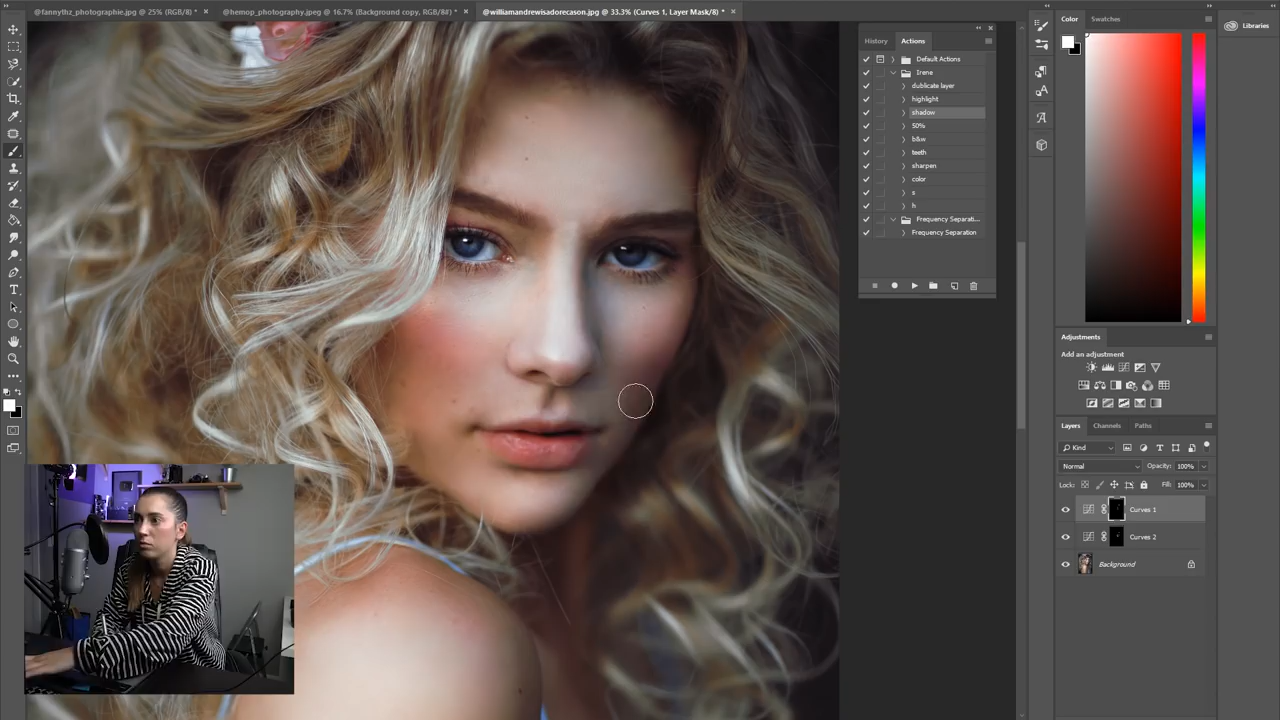 @fannythz_photographie.jpg @ 25% (RGB/8) *
@hemop_photography.jpeg @ 16.7% (Background copy, RGB/8#) *
@williamandrewisadorecason.jpg @ 33.3% (Curves 1, Layer Mask/8) *
History
Actions
Default Actions
Irene
dublicate layer
highlight
shadow
50%
b&w
teeth
sharpen
color
s
h
Frequency Separati...
Frequency Separation
Color
Swatches
Libraries
Adjustments
Add an adjustment
Layers
Channels
Paths
Kind
Normal
Opacity: 100%
Lock:
Fill: 100%
Curves 1
Curves 2
Background